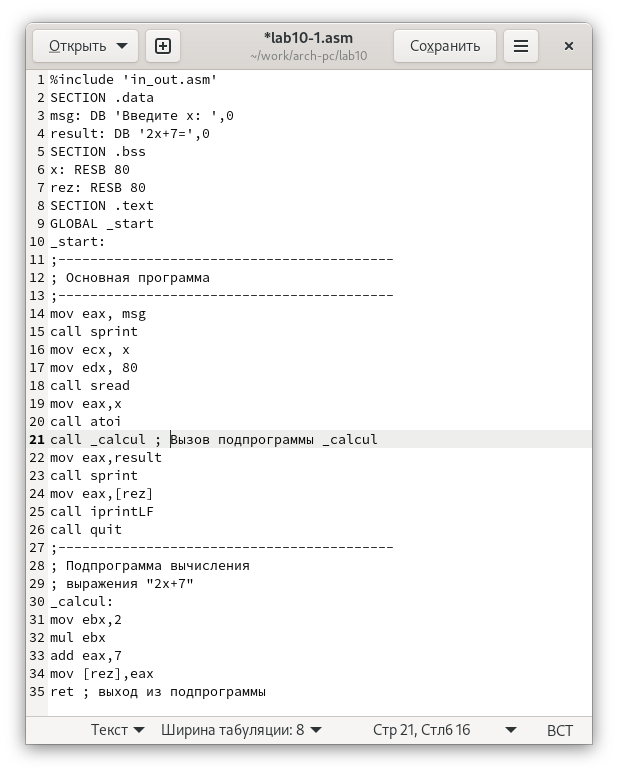 Открыть
*lab10-1.asm
~/work/arch-pc/lab10
Сохранить
1 %include 'in_out.asm'
2 SECTION .data
3 msg: DB 'Введите x: ',0
4 result: DB '2x+7=',0
5 SECTION .bss
6 x: RESB 80
7 rez: RESB 80
8 SECTION .text
9 GLOBAL _start
10 _start:
11 ;------------------------------------------
12 ; Основная программа
13 ;------------------------------------------
14 mov eax, msg
15 call sprint
16 mov ecx, x
17 mov edx, 80
18 call sread
19 mov eax,x
20 call atoi
21 call _calcul ; Вызов подпрограммы _calcul
22 mov eax,result
23 call sprint
24 mov eax,[rez]
25 call iprintLF
26 call quit
27 ;------------------------------------------
28 ; Подпрограмма вычисления
29 ; выражения "2x+7"
30 _calcul:
31 mov ebx,2
32 mul ebx
33 add eax,7
34 mov [rez],eax
35 ret ; выход из подпрограммы
Текст Ширина табуляции: 8 Стр 21, Стлб 16 ВСТ